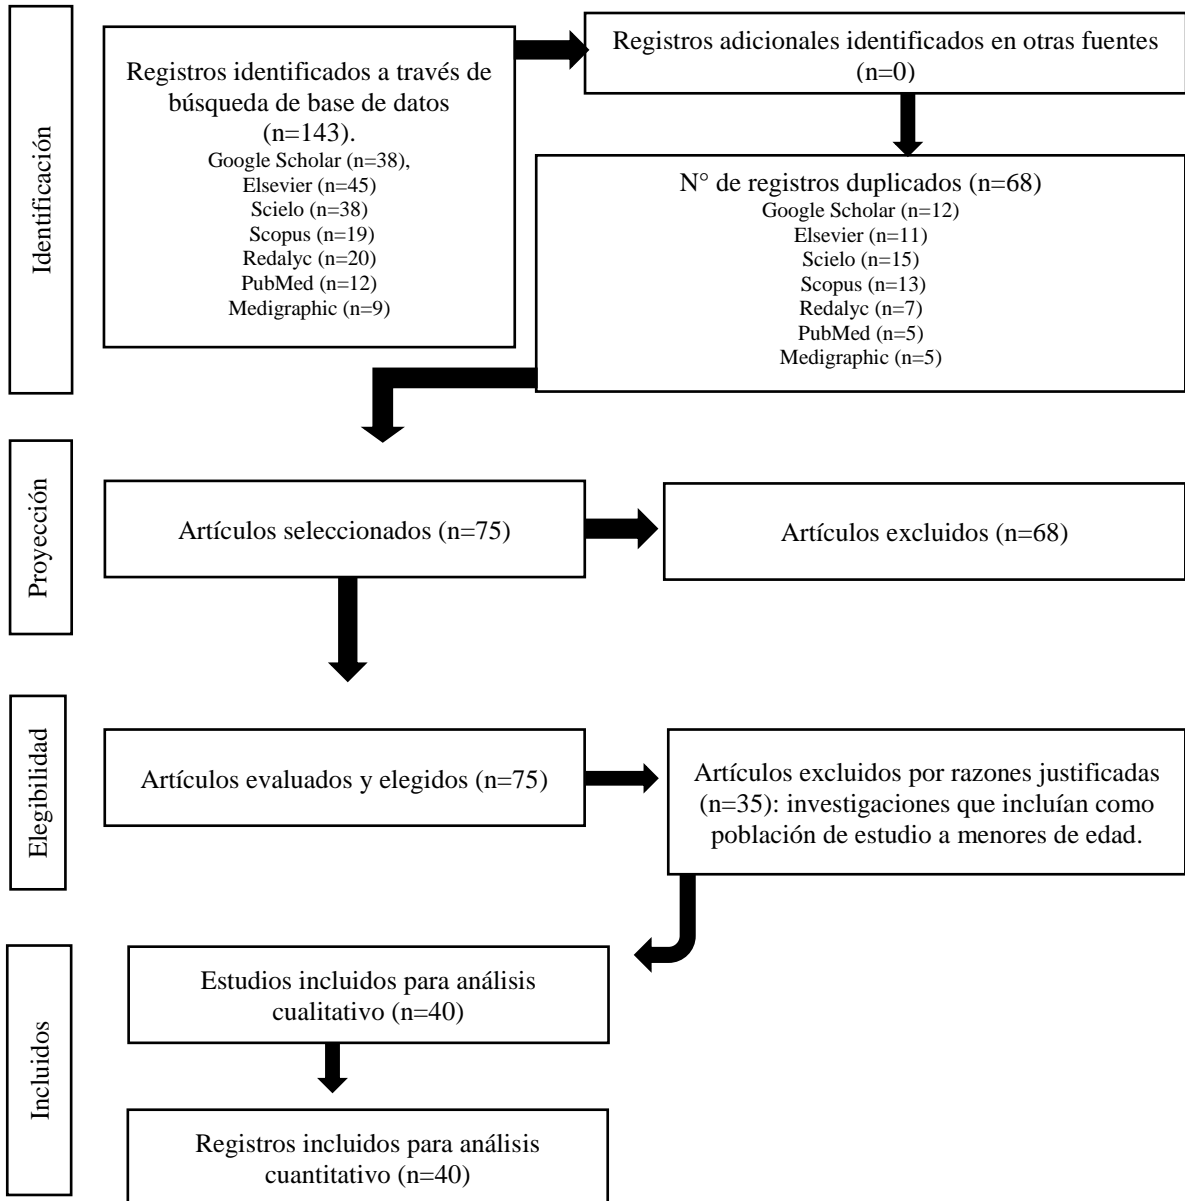 Identificación
Registros identificados a través de
búsqueda de base de datos
(n=143).
Google Scholar (n=38),
Elsevier (n=45)
Scielo (n=38)
Scopus (n=19)
Redalyc (n=20)
PubMed (n=12)
Medigraphic (n=9)
Registros adicionales identificados en otras fuentes
(n=0)
N° de registros duplicados (n=68)
Google Scholar (n=12)
Elsevier (n=11)
Scielo (n=15)
Scopus (n=13)
Redalyc (n=7)
PubMed (n=5)
Medigraphic (n=5)
Proyección
Artículos seleccionados (n=75)
Artículos excluidos (n=68)
Elegibilidad
Artículos evaluados y elegidos (n=75)
Artículos excluidos por razones justificadas
(n=35): investigaciones que incluían como
población de estudio a menores de edad.
Incluidos
Estudios incluidos para análisis
cualitativo (n=40)
Registros incluidos para análisis
cuantitativo (n=40)